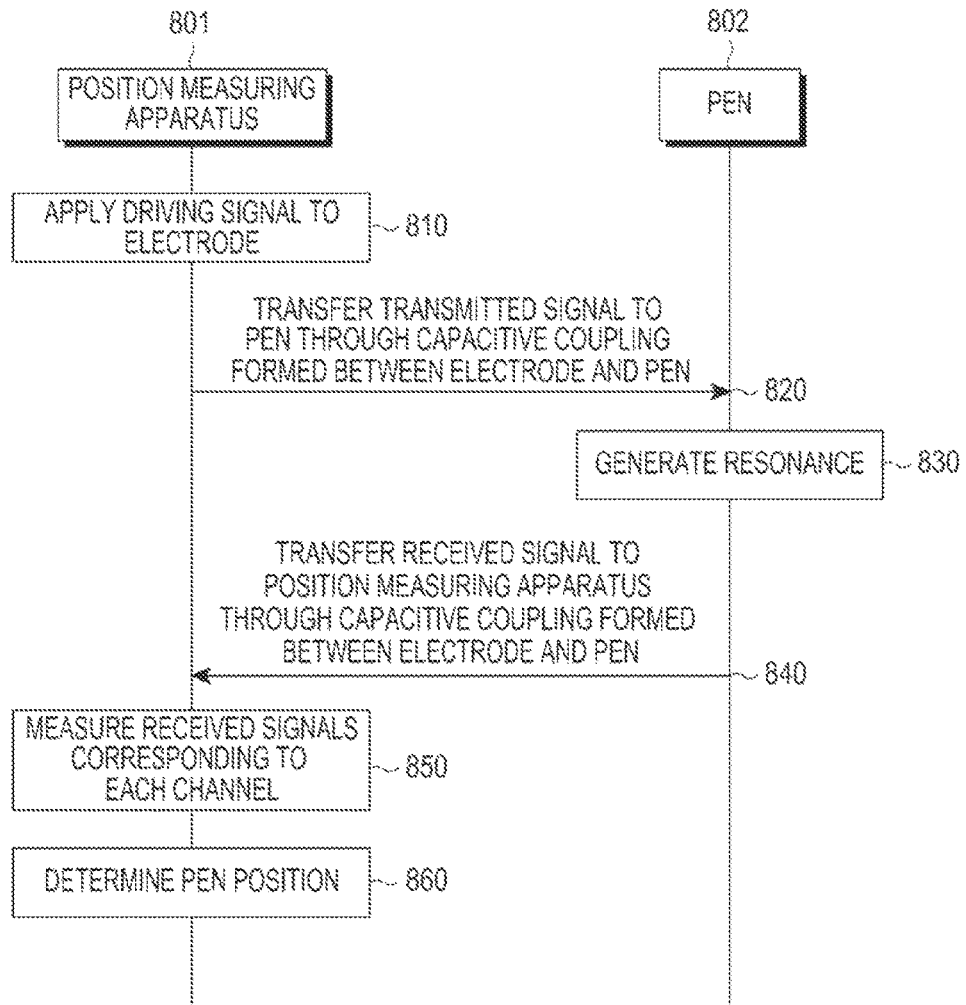 801
802
POSITION MEASURING
APPARATUS
PEN
APPLY DRIVING SIGNAL TO
ELECTRODE
810
TRANSFER TRANSMITTED SIGNAL TO
PEN THROUGH CAPACITIVE COUPLING
FORMED BETWEEN ELECTRODE AND PEN
820
GENERATE RESONANCE
830
TRANSFER RECEIVED SIGNAL TO
POSITION MEASURING APPARATUS
THROUGH CAPACITIVE COUPLING FORMED
BETWEEN ELECTRODE AND PEN
840
MEASURE RECEIVED SIGNALS
CORRESPONDING TO
EACH CHANNEL
850
DETERMINE PEN POSITION
860